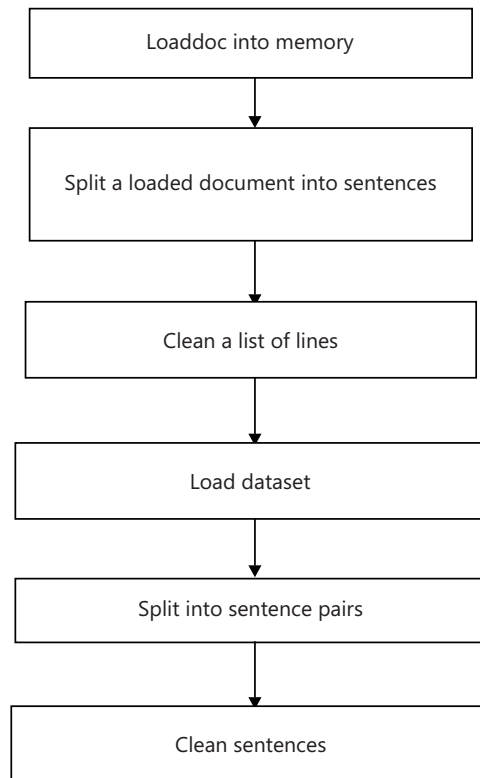 Loaddoc into memory
Split a loaded document into sentences
Clean a list of lines
Load dataset
Split into sentence pairs
Clean sentences